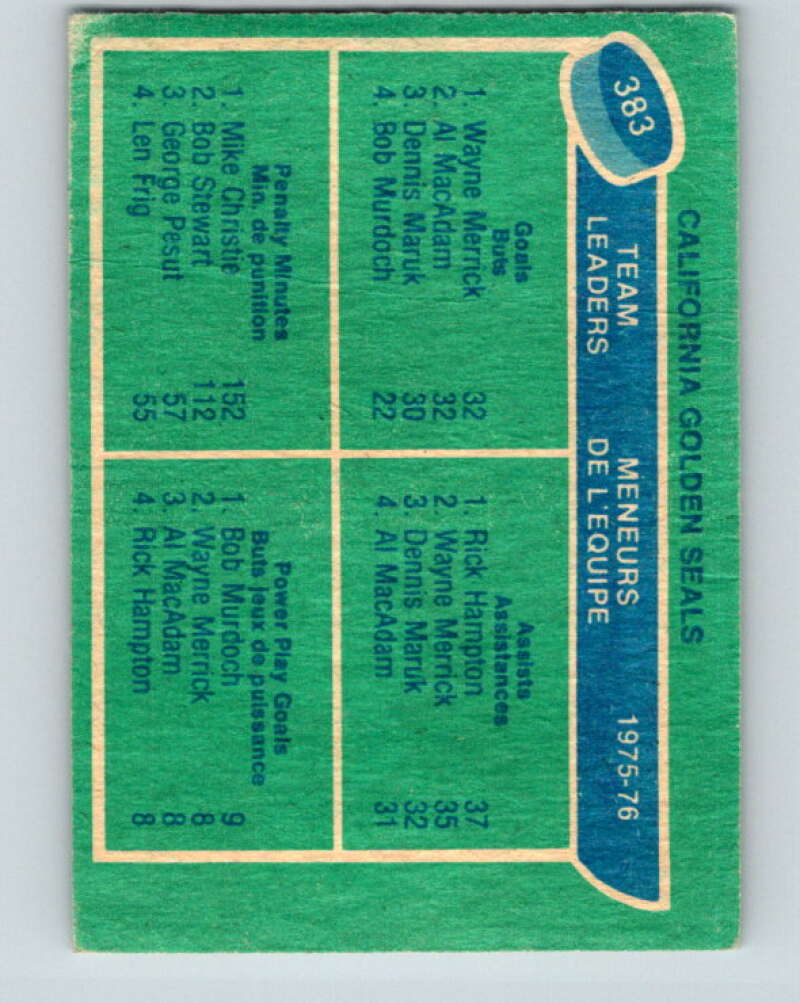 CALIFORNIA GOLDEN SEALS
383
TEAM LEADERS
MENEURS DE L'EQUIPE
1975-76
Goals
Buts
1. Wayne Merrick 32
2. Al MacAdam 32
3. Dennis Maruk 30
4. Bob Murdoch 22
Assists
Assistances
1. Rick Hampton 37
2 Wayne Merrick 35
3. Dennis Maruk 32
4. Al MacAdam 31
Penalty Minutes
Min. de punition
1. Mike Christie 152
2. Bob Stewart 112
3. George Pesut 57
4. Len Frig 55
Power Play Goals
Buts jeux de puissance
1. Bob Murdoch 9
2. Wayne Merrick 8
3. Al MacAdam 8
4. Rick Hampton 8